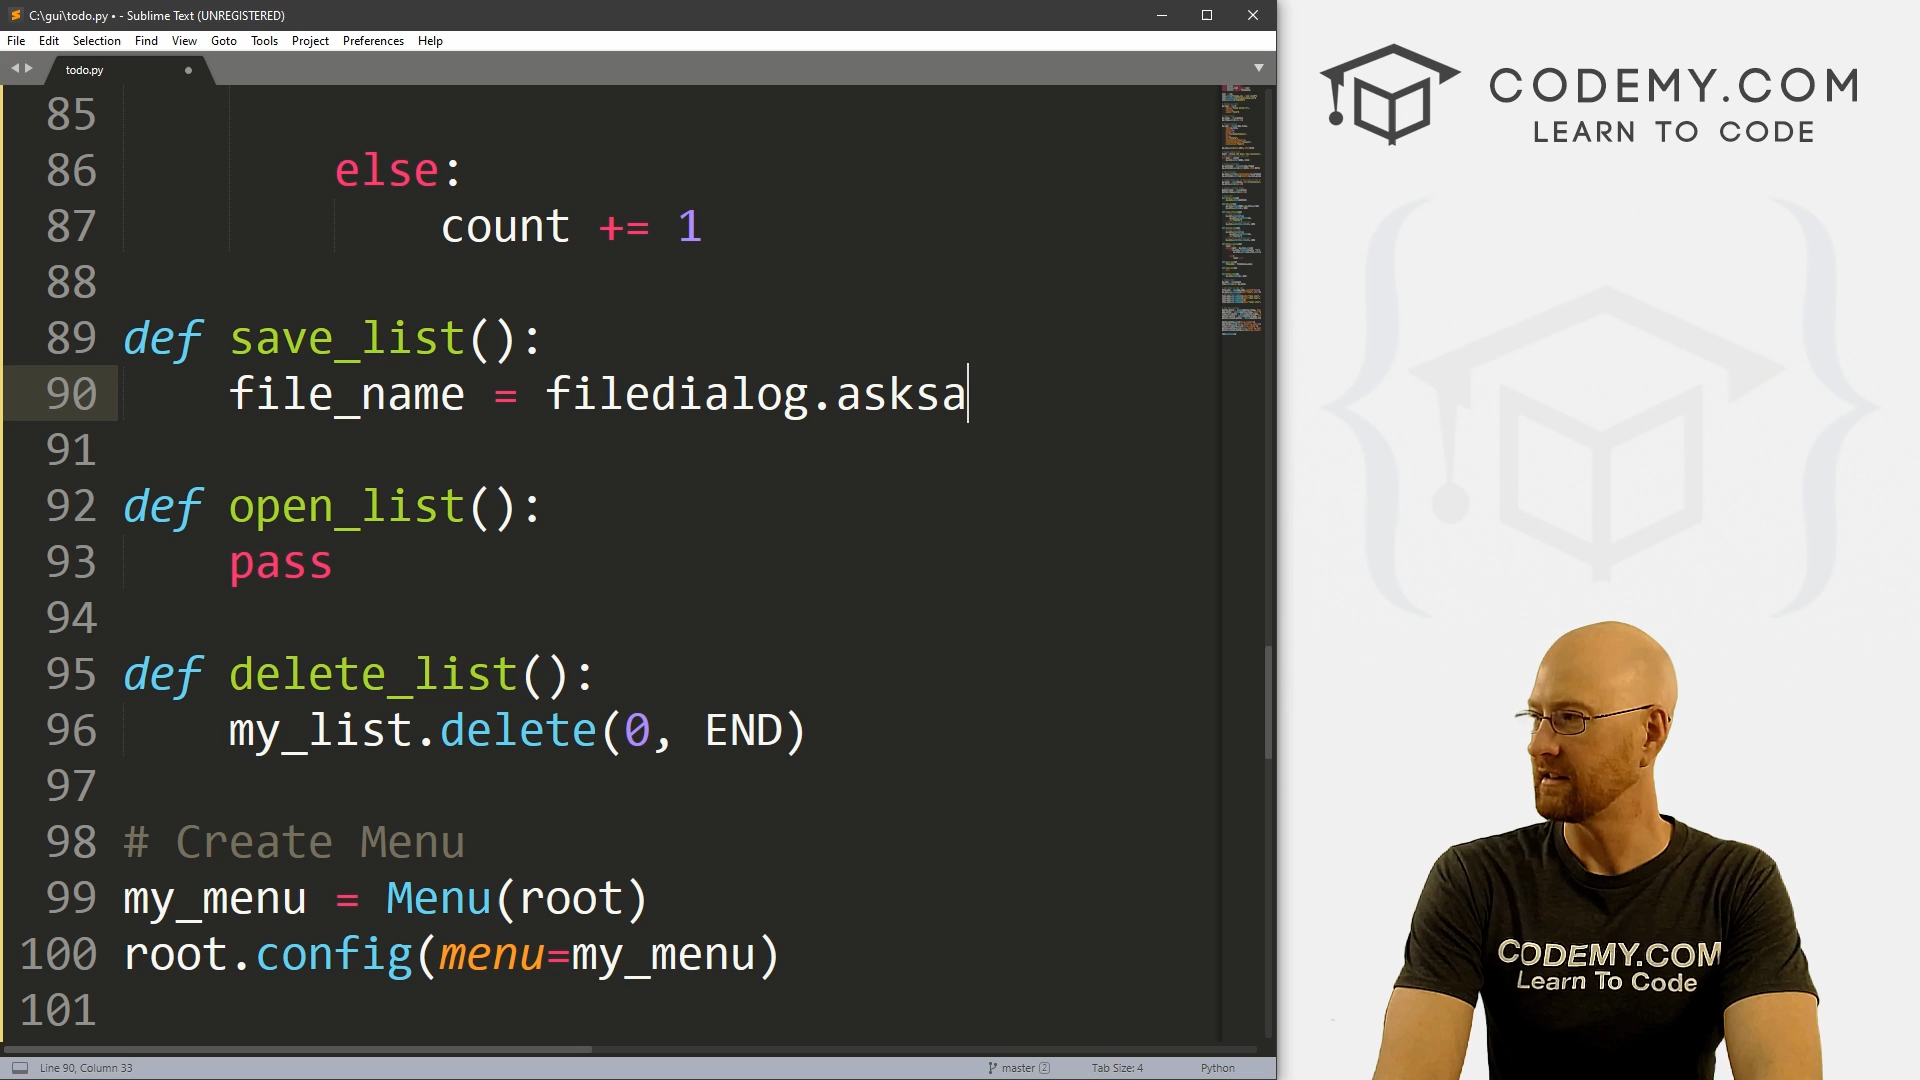 C:\gui\todo.py • - Sublime Text (UNREGISTERED)
File Edit Selection Find View Goto Tools Project Preferences Help
todo.py
85
86 else:
87 count += 1
88
89 def save_list():
90 file_name = filedialog.asksa
91
92 def open_list():
93 pass
94
95 def delete_list():
96 my_list.delete(0, END)
97
98 # Create Menu
99 my_menu = Menu(root)
100 root.config(menu=my_menu)
101
Line 90, Column 33 master 2 Tab Size: 4 Python
CODEMY.COM
LEARN TO CODE
CODEMY.COM
Learn To Code